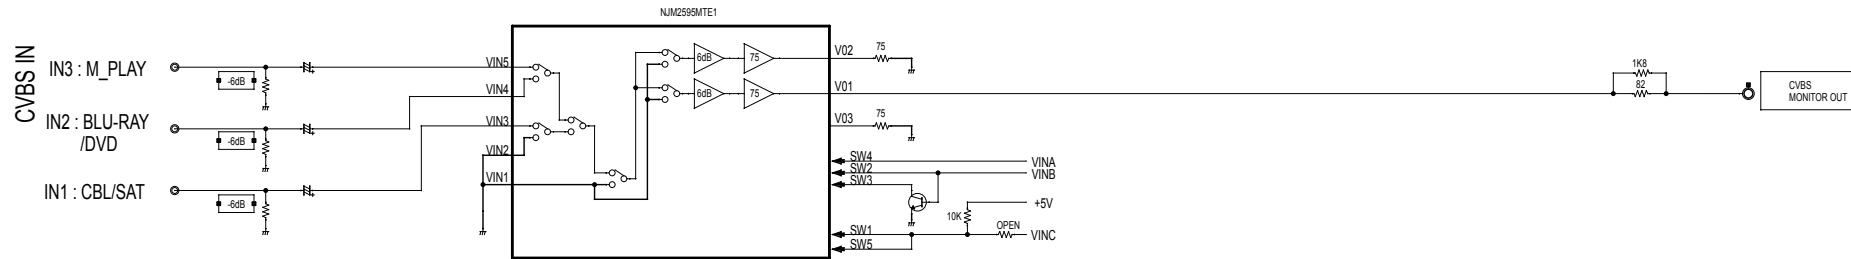 NJM2595MTE1
CVBS IN
IN3 : M_PLAY
-6dB
VIN5
6dB
75
V02
75
1K8
VIN4
6dB
75
V01
82
CVBS
MONITOR OUT
IN2 : BLU-RAY
/DVD
-6dB
VIN3
V03
75
VIN2
SW4
VINA
SW2
VINB
VIN1
SW3
IN1 : CBL/SAT
-6dB
+5V
10K
OPEN
SW1
VINC
SW5